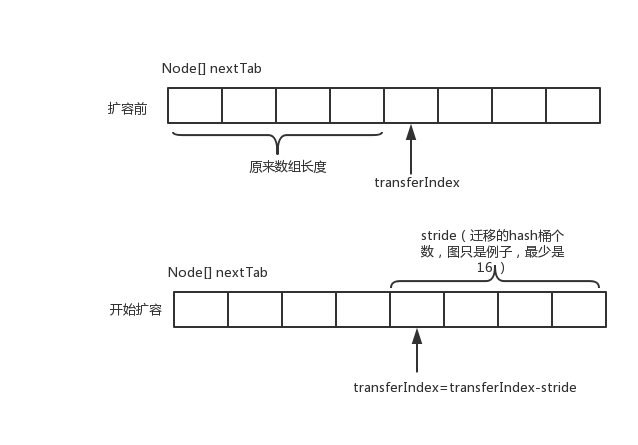 Node[] nextTab
扩容前
原来数组长度
transferIndex
stride（迁移的hash桶个
数，图只是例子，最少是
16）
Node[] nextTab
开始扩容
transferIndex=transferIndex-stride